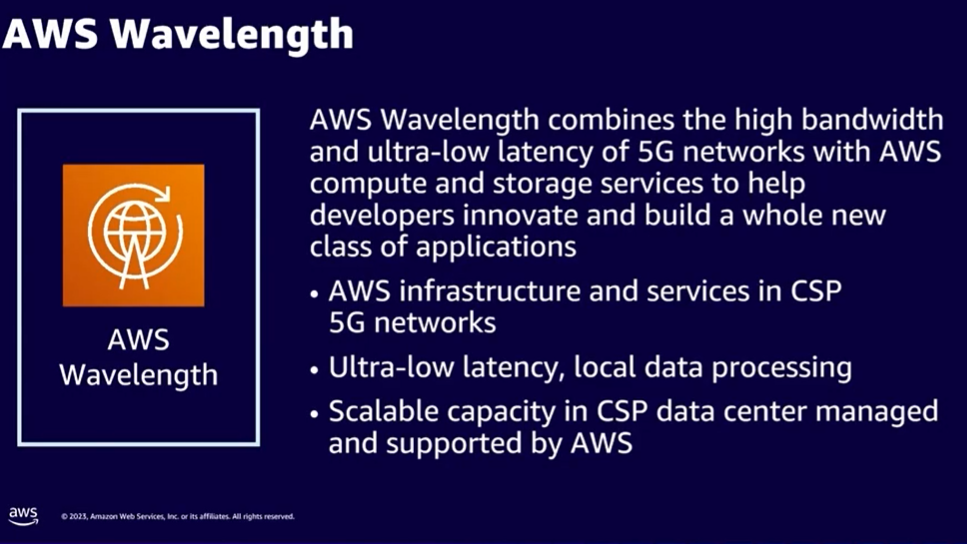 AWS Wavelength
AWS
Wavelength
AWS Wavelength combines the high bandwidth
and ultra-low latency of 5G networks with AWS
compute and storage services to help
developers innovate and build a whole new
class of applications
• AWS infrastructure and services in CSP
5G networks
• Ultra-low latency, local data processing
• Scalable capacity in CSP data center managed
and supported by AWS
aws
© 2023, Amazon Web Services, Inc. or its affiliates. All rights reserved.